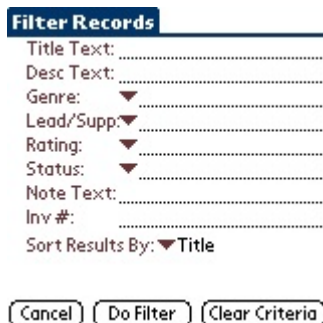 Filter Records
Title Text:
Desc Text:
Genre:
Lead/Supp:
Rating:
Status:
Note Text:
Inv #:
Sort Results By: Title
Cancel Do Filter Clear Criteria